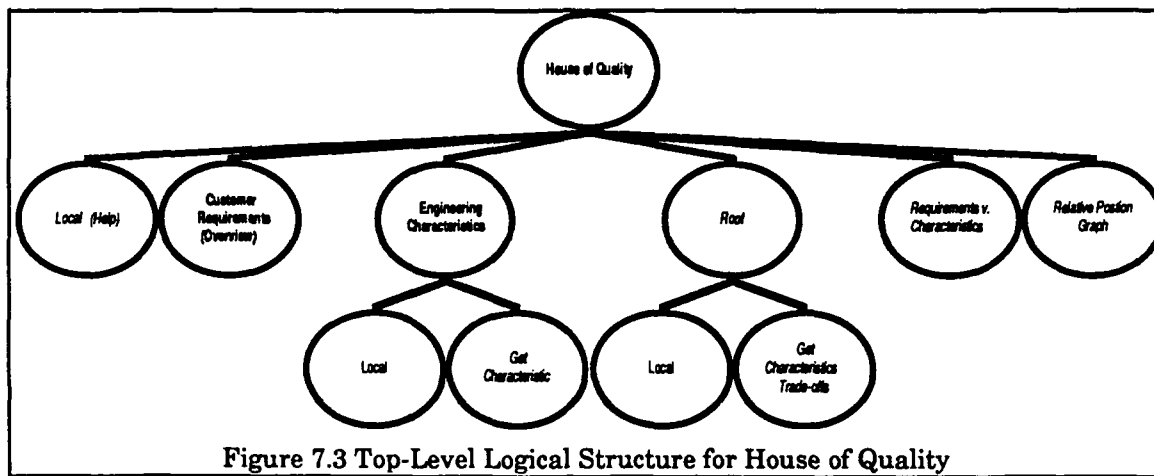 House of Quality
Local (Help)
Customer
Requirements
(Overview)
Engineering
Characteristics
Roof
Requirements v.
Characteristics
Relative Postion
Graph
Local
Get
Characteristic
Local
Get
Characteristics
Trade-offs
Figure 7.3 Top-Level Logical Structure for House of Quality